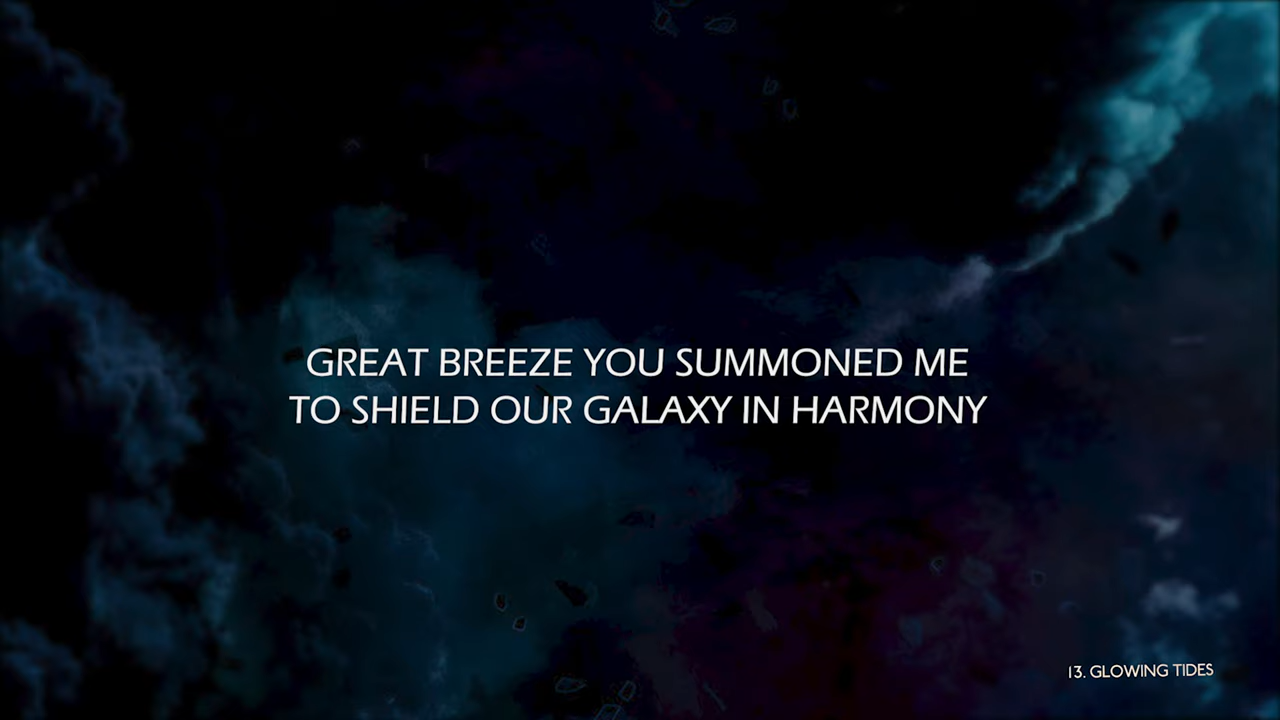 GREAT BREEZE YOU SUMMONED ME
TO SHIELD OUR GALAXY IN HARMONY
13. GLOWING TIDES